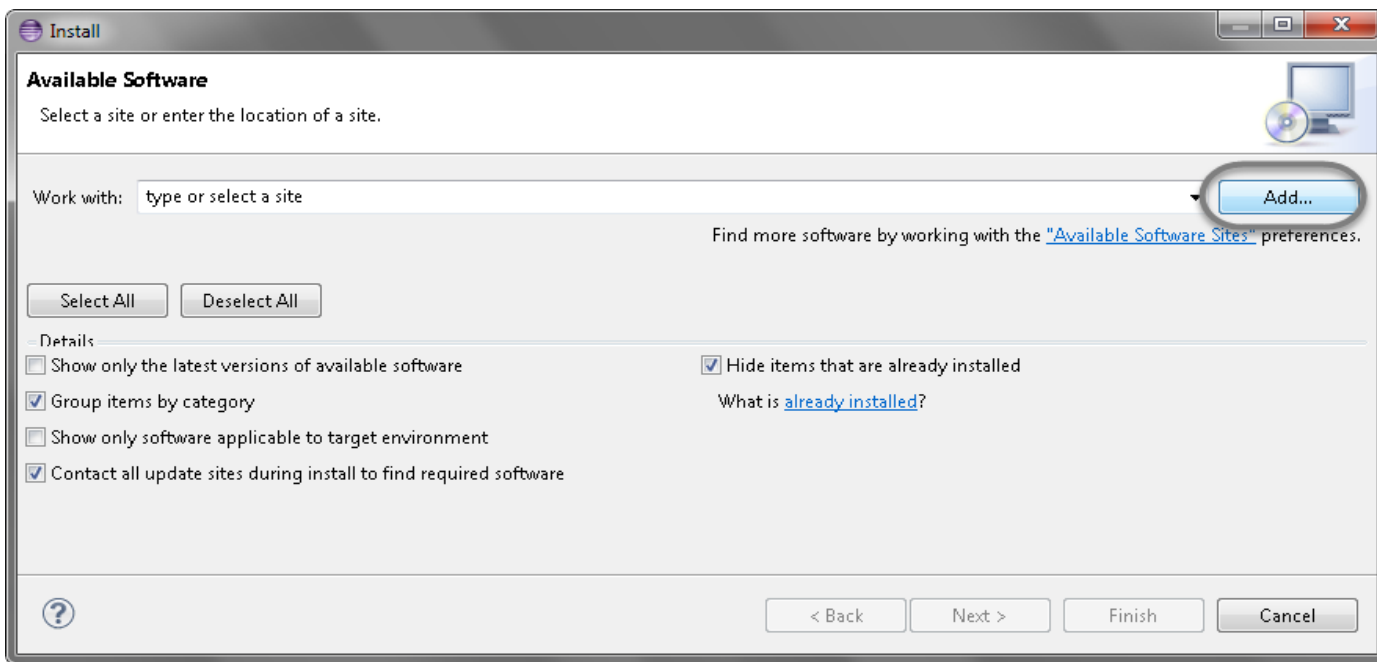 Install
Available Software
Select a site or enter the location of a site.
Work with: type or select a site Add...
Find more software by working with the "Available Software Sites" preferences.
Select All Deselect All
Details
Show only the latest versions of available software Hide items that are already installed
Group items by category What is already installed?
Show only software applicable to target environment
Contact all update sites during install to find required software
? < Back Next > Finish Cancel